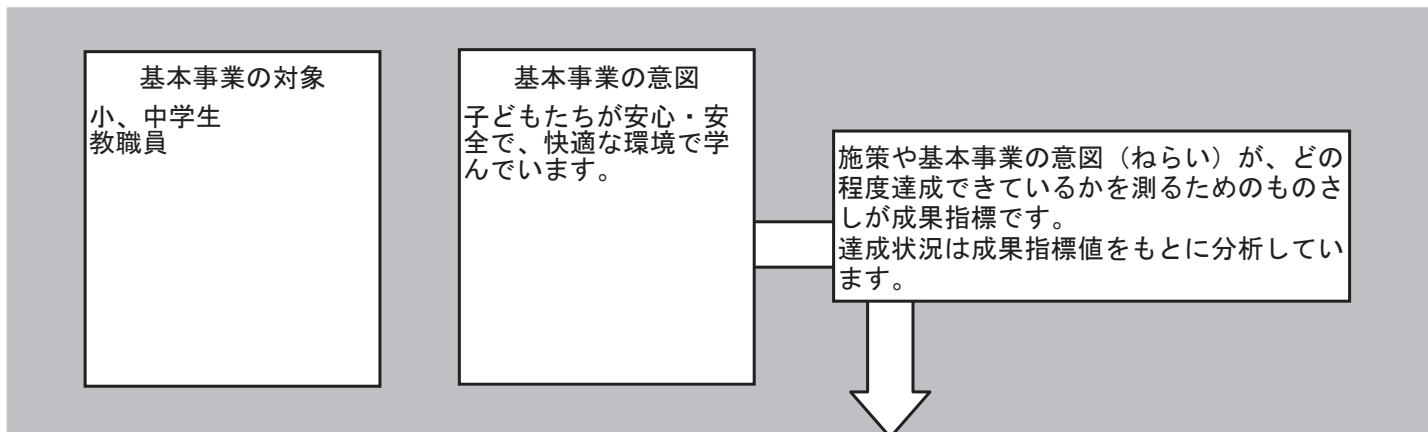 基本事業の対象
小、中学生
教職員
基本事業の意図
子どもたちが安心・安
全で、快適な環境で学
んでいます。
施策や基本事業の意図（ねらい）が、どの
程度達成できているかを測るためのものさ
しが成果指標です。
達成状況は成果指標値をもとに分析してい
ます。